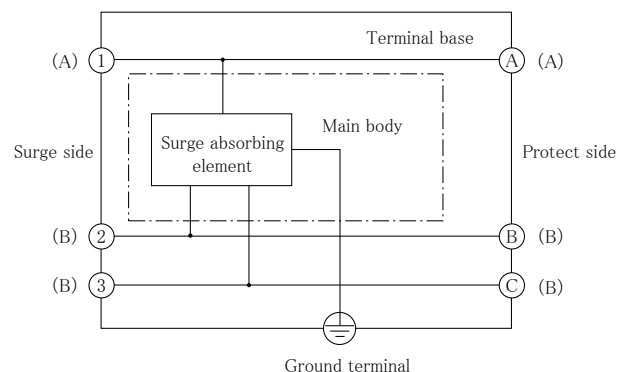 Terminal base
(A) 1 A (A)
Main body
Surge absorbing
element
Surge side
Protect side
(B) 2 B (B)
(B) 3 C (B)
Ground terminal